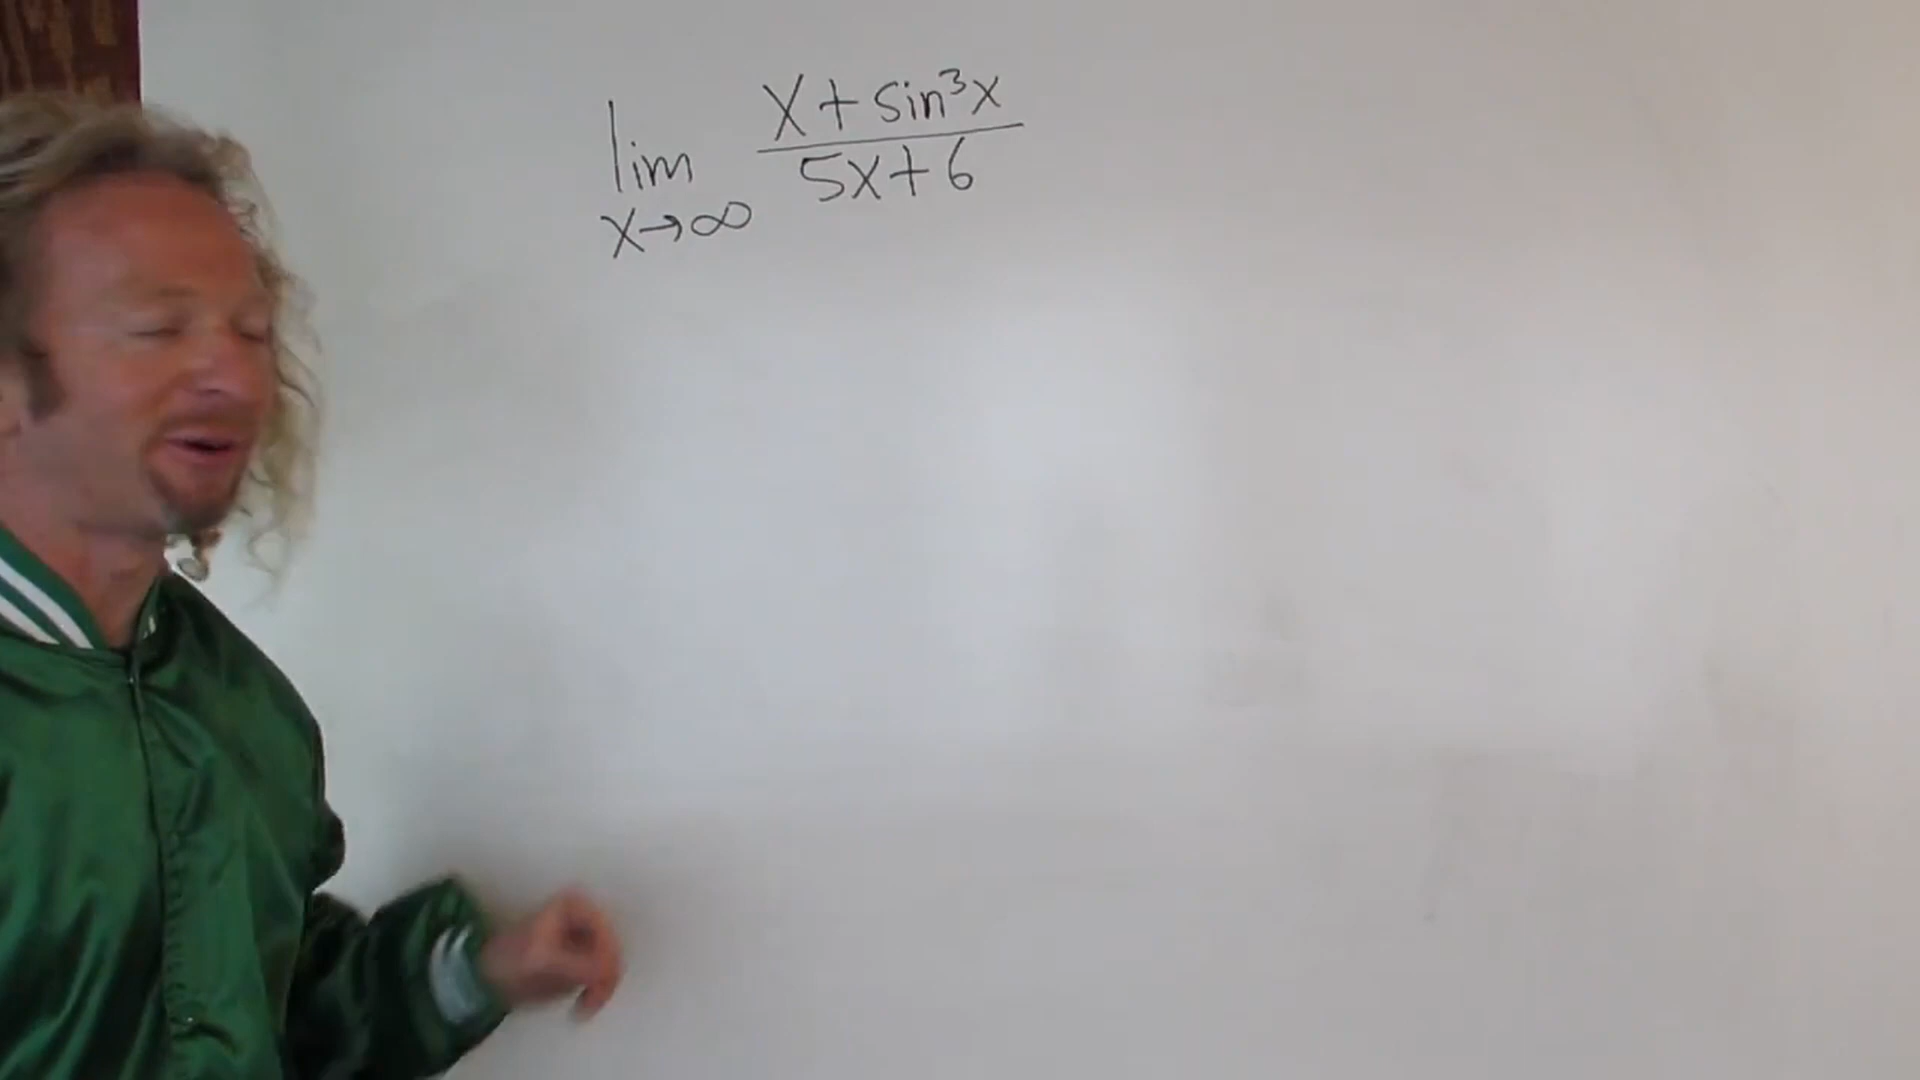 lim x→∞ x + sin³x / 5x + 6